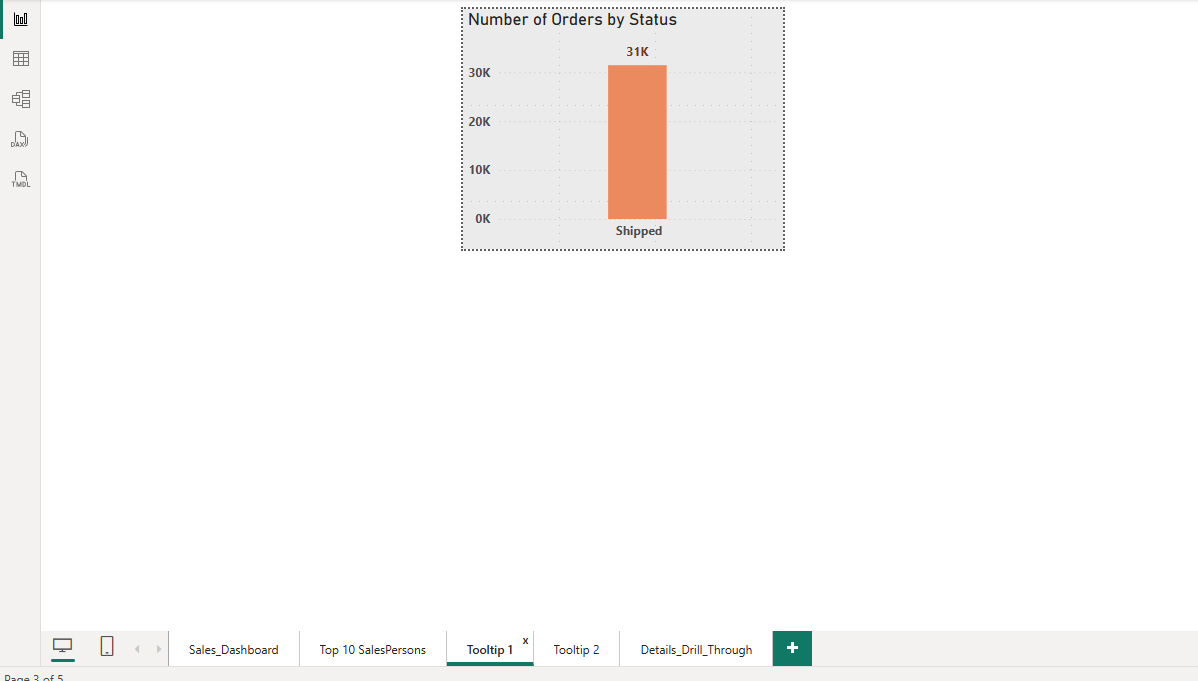 Number of Orders by Status
31K
30K
20K
10K
0K
Shipped
DAX
TMDL
Sales_Dashboard
Top 10 SalesPersons
Tooltip 1
x
Tooltip 2
Details_Drill_Through
+
Page 3 of 5